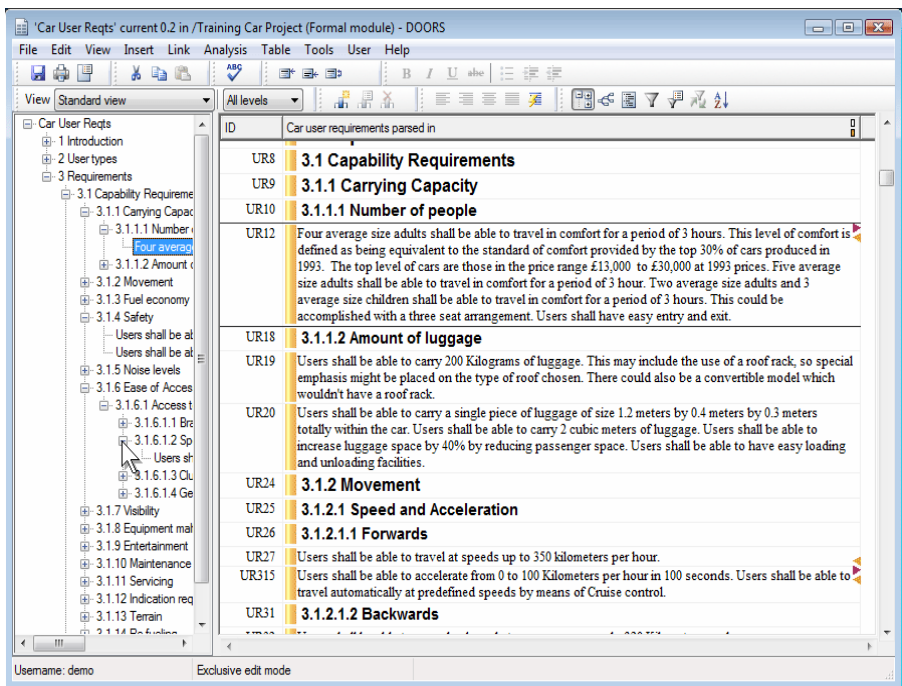 'Car User Reqts' current 0.2 in /Training Car Project (Formal module) - DOORS
File Edit View Insert Link Analysis Table Tools User Help
ABC
B I U abc
View Standard view All levels
Car User Reqts
1 Introduction
2 User types
3 Requirements
3.1 Capability Requireme
3.1.1 Carrying Capac
3.1.1.1 Number
Four averag
3.1.1.2 Amount
3.1.2 Movement
3.1.3 Fuel economy
3.1.4 Safety
Users shall be ab
Users shall be ab
3.1.5 Noise levels
3.1.6 Ease of Acces
3.1.6.1 Access t
3.1.6.1.1 Bra
3.1.6.1.2 Sp
Users sh
3.1.6.1.3 Clu
3.1.6.1.4 Ge
3.1.7 Visibility
3.1.8 Equipment mah
3.1.9 Entertainment
3.1.10 Maintenance
3.1.11 Servicing
3.1.12 Indication req
3.1.13 Terrain
ID Car user requirements parsed in
UR8 3.1 Capability Requirements
UR9 3.1.1 Carrying Capacity
UR10 3.1.1.1 Number of people
UR12 Four average size adults shall be able to travel in comfort for a period of 3 hours. This level of comfort is
defined as being equivalent to the standard of comfort provided by the top 30% of cars produced in
1993. The top level of cars are those in the price range £13,000 to £30,000 at 1993 prices. Five average
size adults shall be able to travel in comfort for a period of 3 hour. Two average size adults and 3
average size children shall be able to travel in comfort for a period of 3 hours. This could be
accomplished with a three seat arrangement. Users shall have easy entry and exit.
UR18 3.1.1.2 Amount of luggage
UR19 Users shall be able to carry 200 Kilograms of luggage. This may include the use of a roof rack, so special
emphasis might be placed on the type of roof chosen. There could also be a convertible model which
wouldn't have a roof rack.
UR20 Users shall be able to carry a single piece of luggage of size 1.2 meters by 0.4 meters by 0.3 meters
totally within the car. Users shall be able to carry 2 cubic meters of luggage. Users shall be able to
increase luggage space by 40% by reducing passenger space. Users shall be able to have easy loading
and unloading facilities.
UR24 3.1.2 Movement
UR25 3.1.2.1 Speed and Acceleration
UR26 3.1.2.1.1 Forwards
UR27 Users shall be able to travel at speeds up to 350 kilometers per hour.
UR315 Users shall be able to accelerate from 0 to 100 Kilometers per hour in 100 seconds. Users shall be able to
travel automatically at predefined speeds by means of Cruise control.
UR31 3.1.2.1.2 Backwards
Username: demo Exclusive edit mode